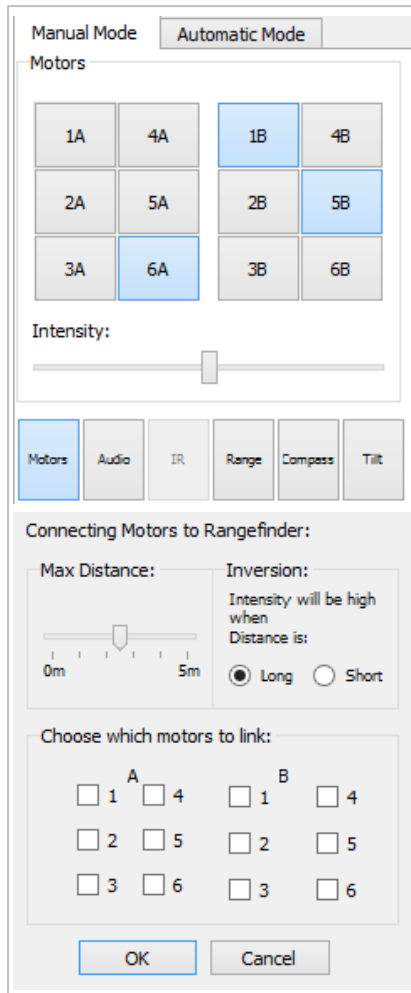 Manual Mode Automatic Mode
Motors
1A 4A 1B 4B
2A 5A 2B 5B
3A 6A 3B 6B
Intensity:
Motors Audio IR Range Compass Tilt
Connecting Motors to Rangefinder:
Max Distance: Inversion:
Intensity will be high
when
Distance is:
0m 5m Long Short
Choose which motors to link:
A B
1 4 1 4
2 5 2 5
3 6 3 6
OK Cancel